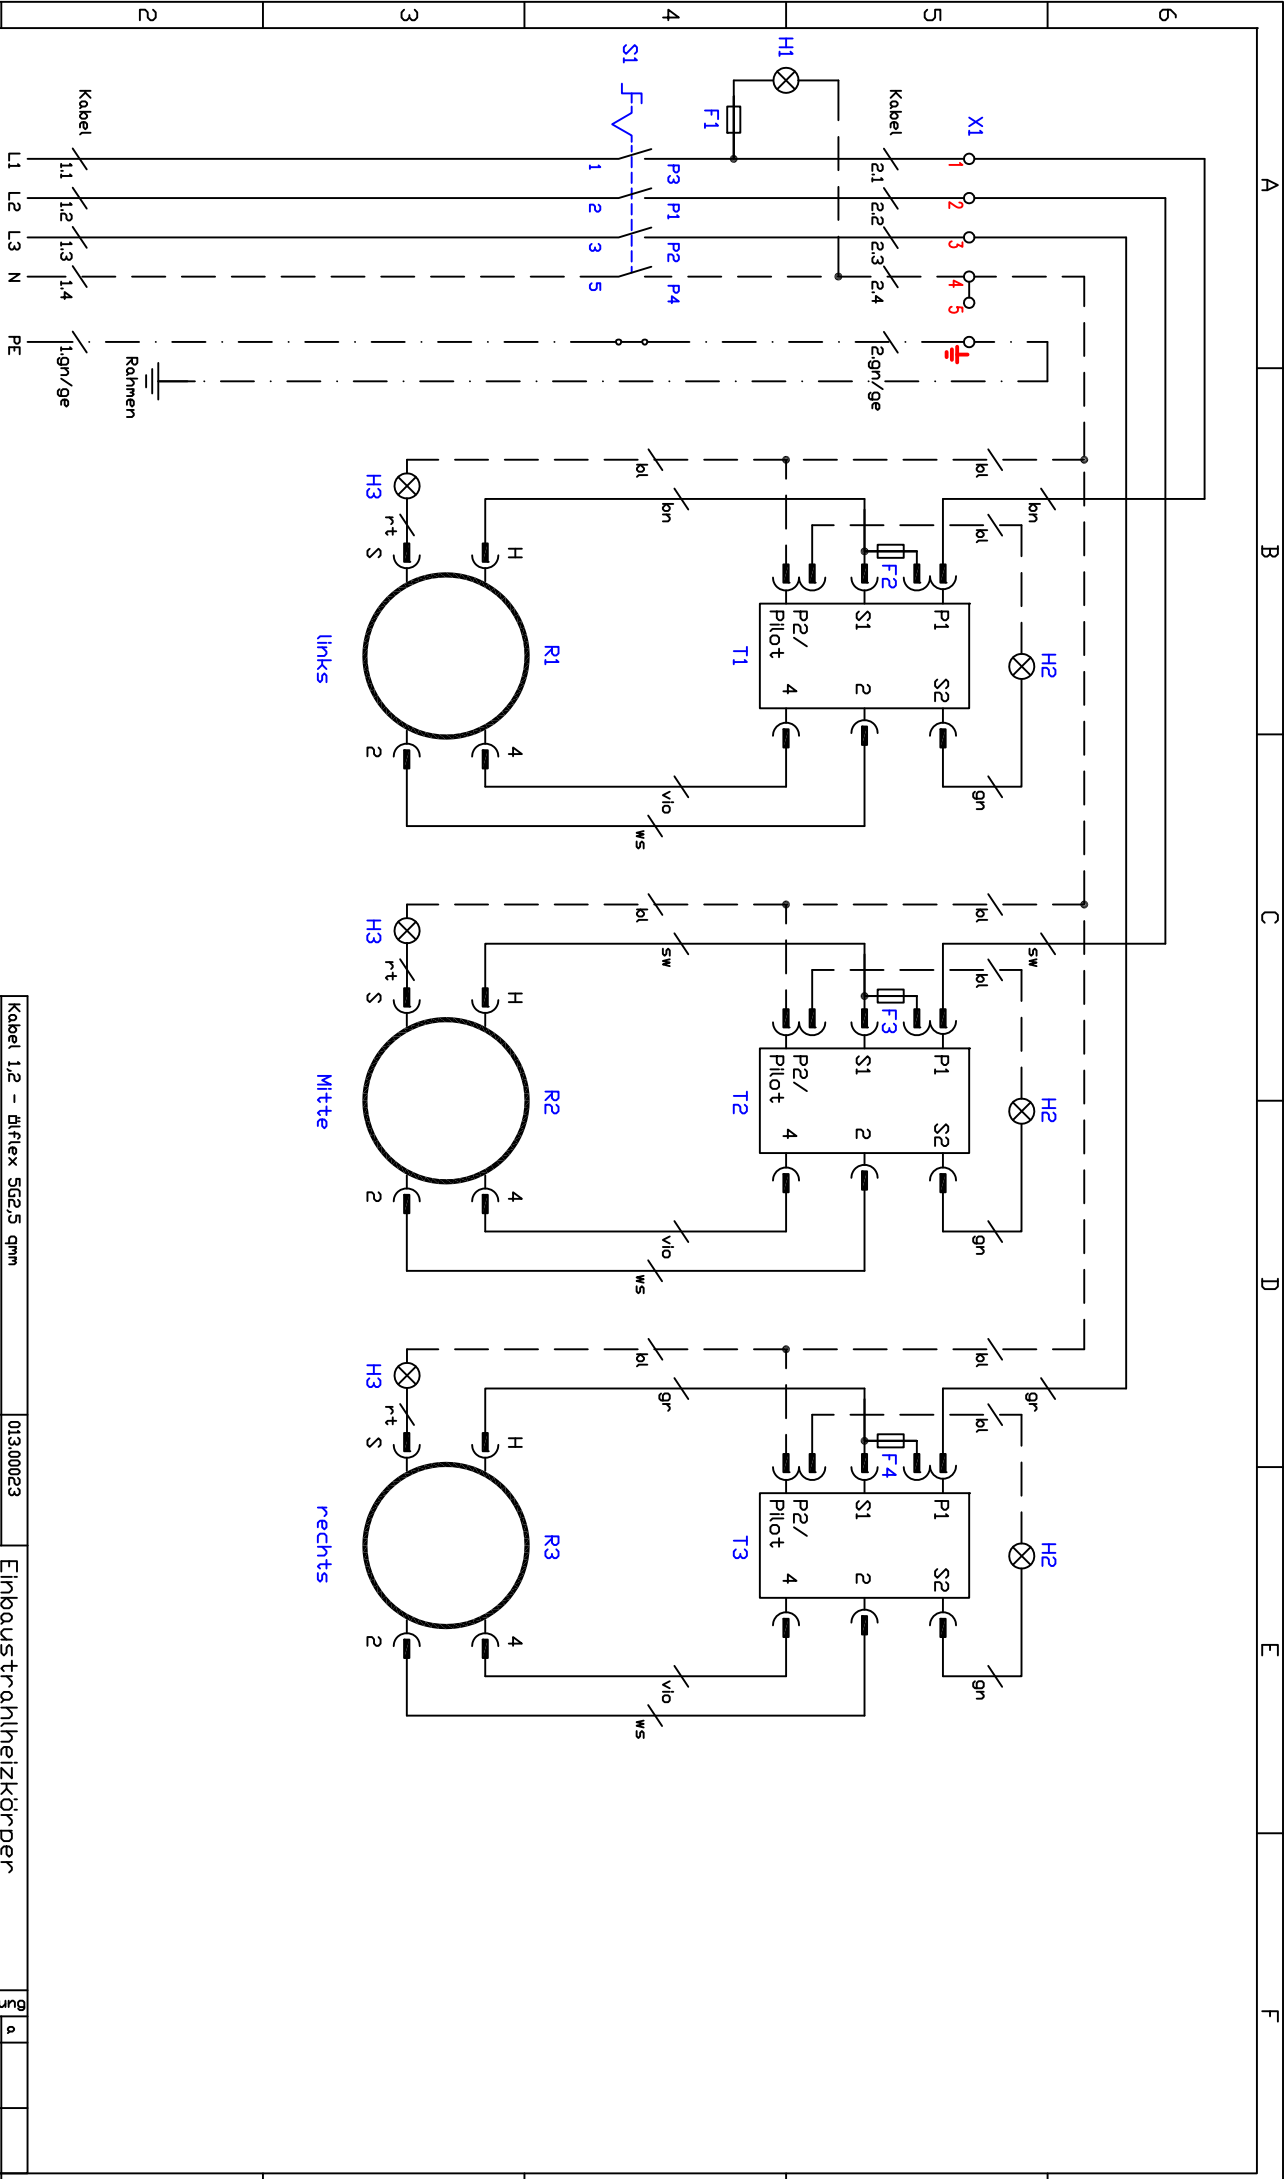 A
B
C
D
E
F
6
5
4
3
2
X1
1
2
3
4
5
Kabel
2.1
2.2
2.3
2.4
2.gn/ge
H1
F1
S1
P3
P1
P2
P4
1
2
3
5
Kabel
1.1
1.2
1.3
1.4
1.gn/ge
Rahmen
L1
L2
L3
N
PE
bn
bl
bl
H2
gn
F2
P1
S1
P2/
Pilot
S2
2
4
T1
bl
bn
vio
ws
H3
rt
S
H
R1
4
2
links
sw
bl
bl
H2
gn
F3
P1
S1
P2/
Pilot
S2
2
4
T2
bl
sw
vio
ws
H3
rt
S
H
R2
4
2
Mitte
gr
bl
bl
H2
gn
F4
P1
S1
P2/
Pilot
S2
2
4
T3
bl
gr
vio
ws
H3
rt
S
H
R3
4
2
rechts
Kabel 1,2 - ölflex 5G2,5 qmm
013.00023
Einbaustrahlheizkörper
ung
a